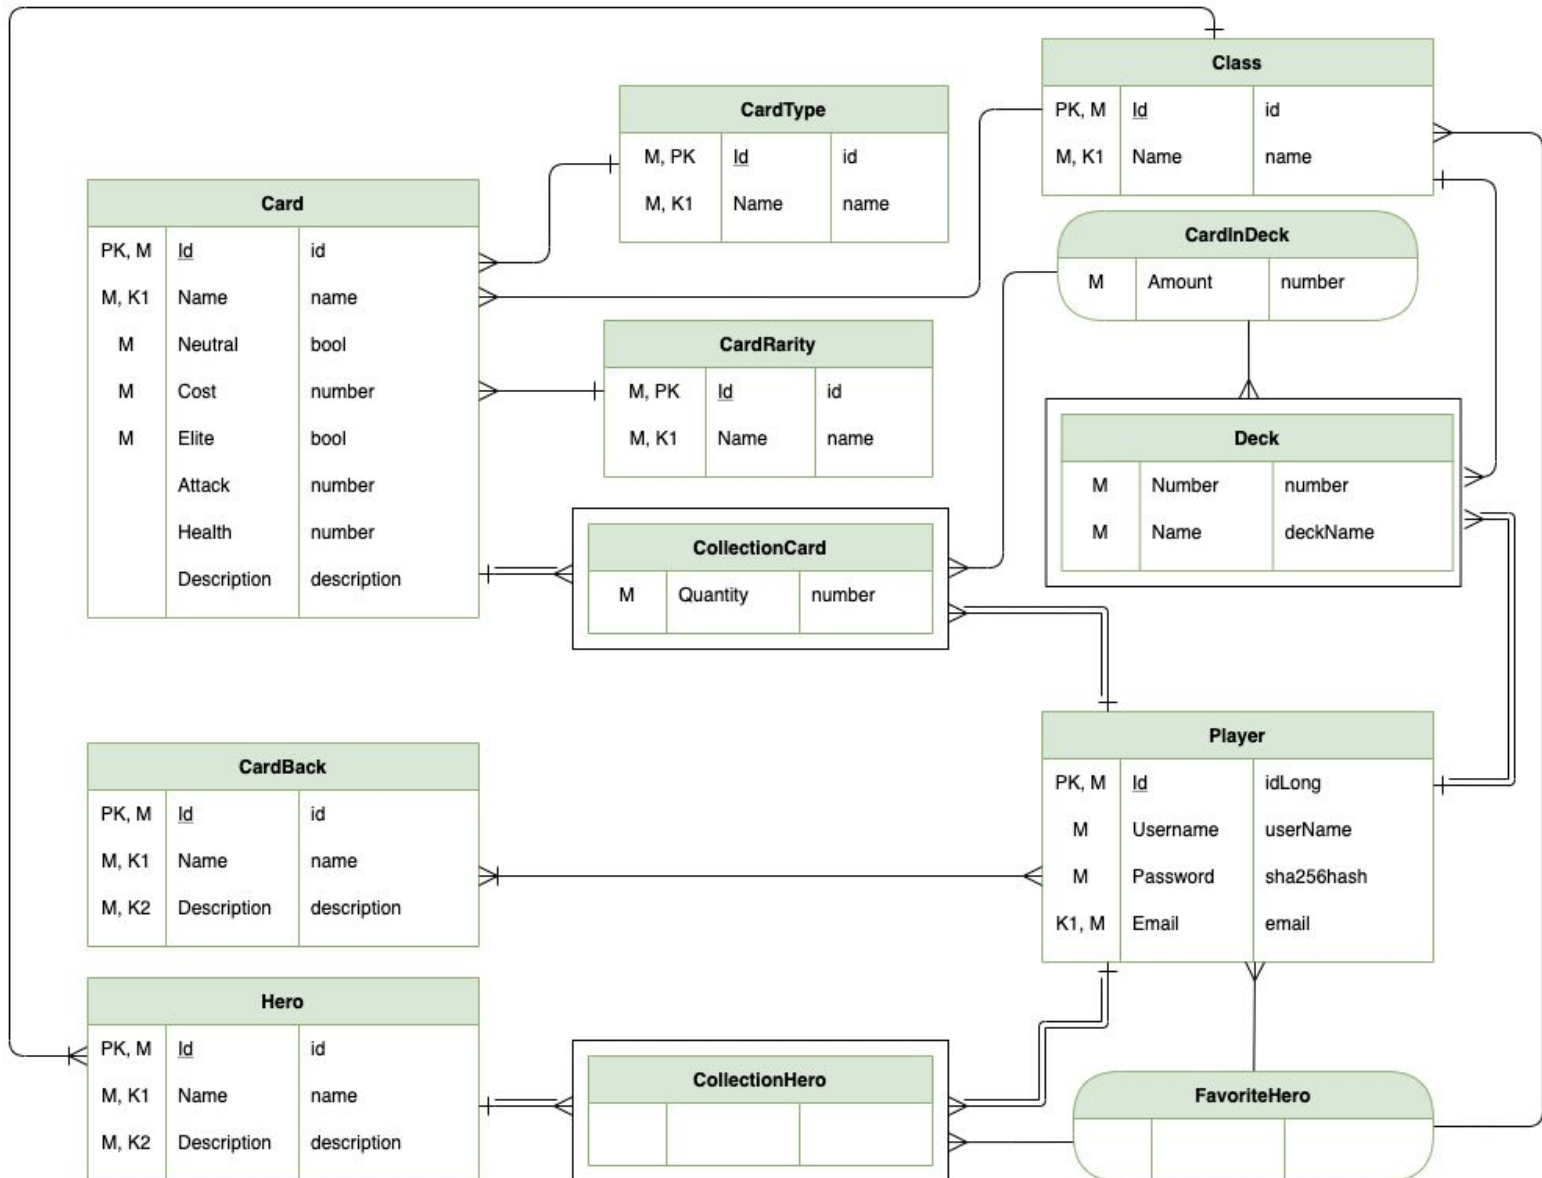 Class
PK, M Id id
M, K1 Name name
CardType
M, PK Id id
M, K1 Name name
Card
PK, M Id id
M, K1 Name name
M Neutral bool
M Cost number
M Elite bool
Attack number
Health number
Description description
CardInDeck
M Amount number
CardRarity
M, PK Id id
M, K1 Name name
Deck
M Number number
M Name deckName
CollectionCard
M Quantity number
Player
PK, M Id idLong
M Username userName
M Password sha256hash
K1, M Email email
CardBack
PK, M Id id
M, K1 Name name
M, K2 Description description
Hero
PK, M Id id
M, K1 Name name
M, K2 Description description
CollectionHero
FavoriteHero